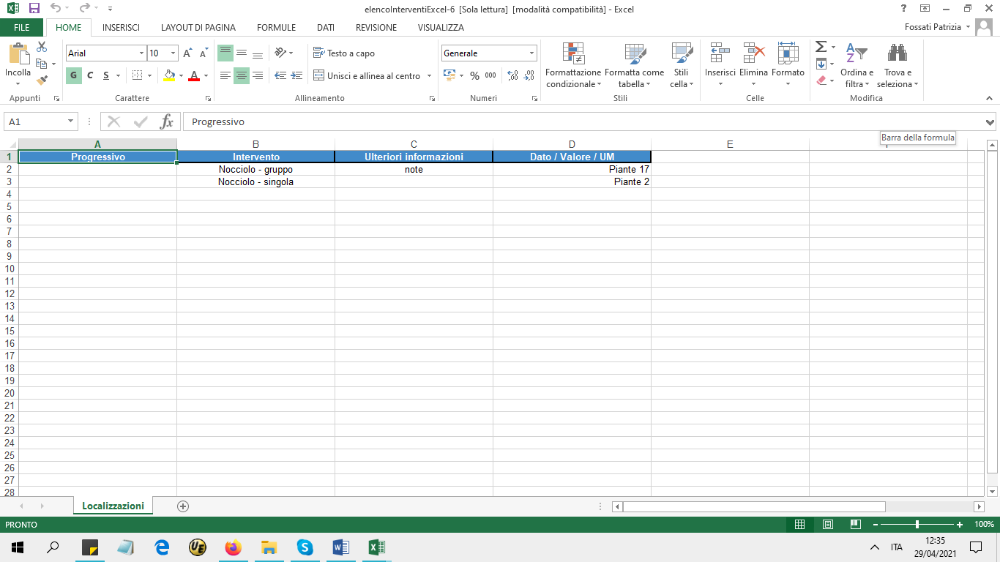 elencoInterventiExcel-6 [Sola lettura] [modalità compatibilità] - Excel
FILE HOME INSERISCI LAYOUT DI PAGINA FORMULE DATI REVISIONE VISUALIZZA Fossati Patrizia
Incolla
Arial 10
G C S
Testo a capo
Unisci e allinea al centro
Generale
% 000
Formattazione condizionale
Formatta come tabella
Stili cella
Inserisci Elimina Formato
Ordina e filtra
Trova e seleziona
Appunti Carattere Allineamento Numeri Stili Celle Modifica
A1 fx Progressivo
Barra della formula
A B C D E
1 Progressivo Intervento Ulteriori informazioni Dato / Valore / UM
2 Nocciolo - gruppo note Piante 17
3 Nocciolo - singola Piante 2
4
5
6
7
8
9
10
11
12
13
14
15
16
17
18
19
20
21
22
23
24
25
26
27
28
Localizzazioni
PRONTO 100%
ITA
12:35
29/04/2021